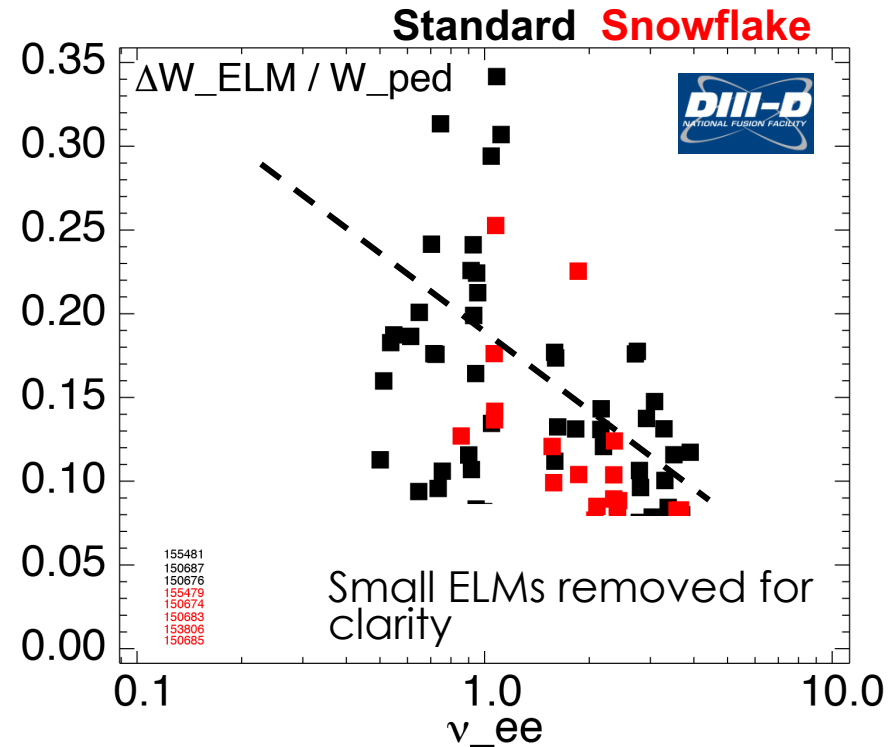 Standard Snowflake
ΔW_ELM / W_ped
DIII-D
NATIONAL FUSION FACILITY
0.35
0.30
0.25
0.20
0.15
0.10
0.05
0.00
155481
150687
150676
155479
150674
150683
153806
150685
Small ELMs removed for
clarity
0.1 1.0 10.0
ν_ee